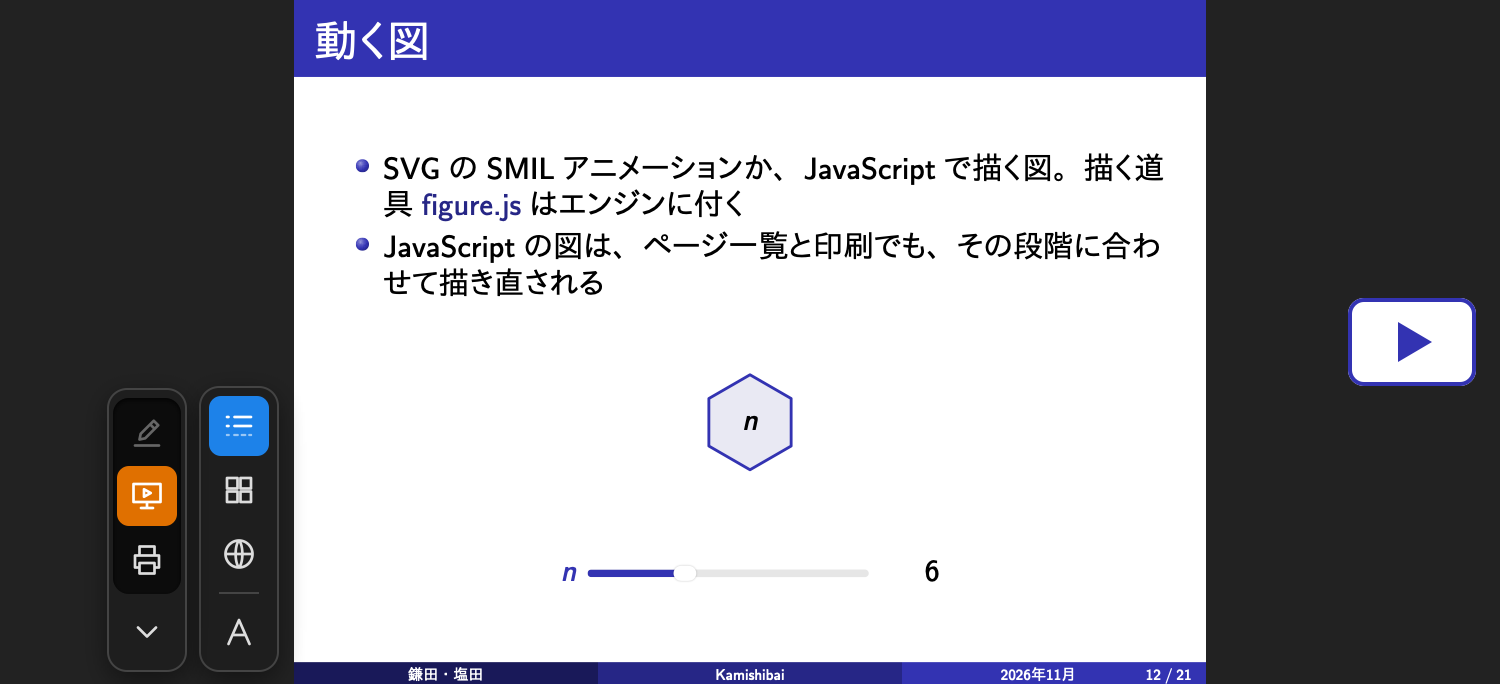 動く図
SVG の SMIL アニメーションか、JavaScript で描く図。描く道
具 figure.js はエンジンに付く
JavaScript の図は、ページ一覧と印刷でも、その段階に合わ
せて描き直される
n
n 6
A
鎌田・塩田 Kamishibai 2026年11月 12 / 21